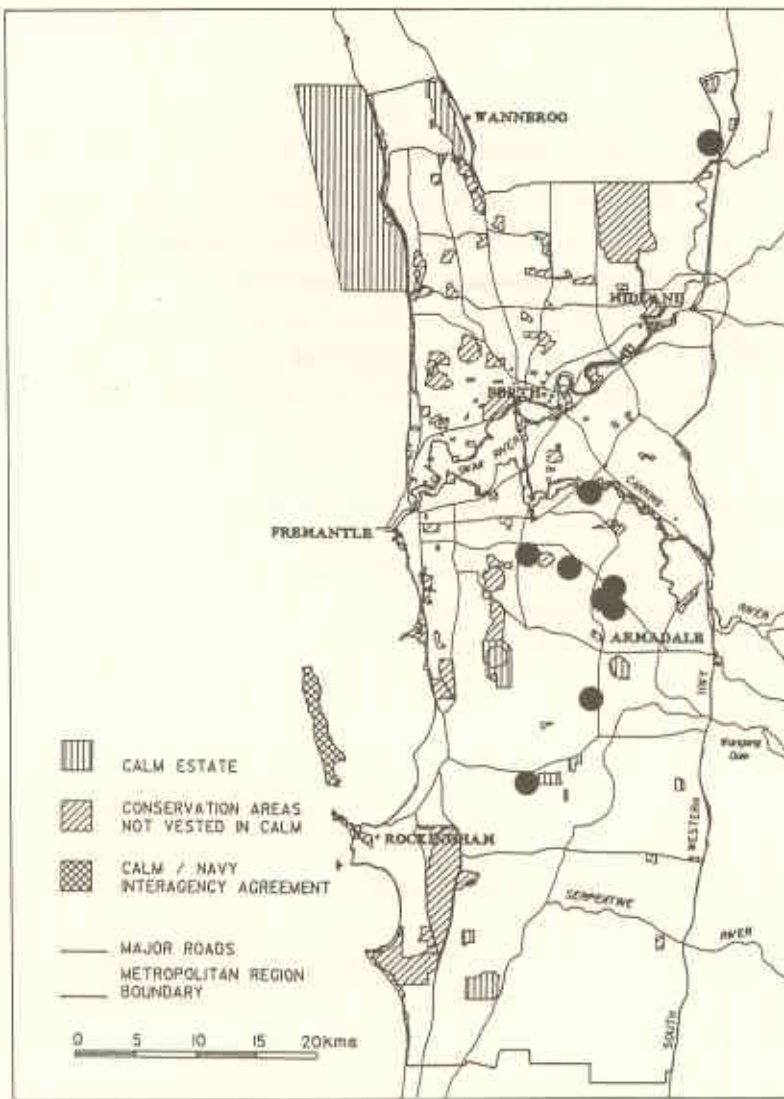 WANNEROO
MIDLAND
PERTH
SWAN RIVER
CANNING
FREMANTLE
RIVER
ARMADALE
Wungong
Dam
CALM ESTATE
CONSERVATION AREAS
NOT VESTED IN CALM
ROCKINGHAM
WESTERN
CALM / NAVY
INTERAGENCY AGREEMENT
SERPENTINE
RIVER
MAJOR ROADS
METROPOLITAN REGION
BOUNDARY
SOUTH
0 5 10 15 20Kms